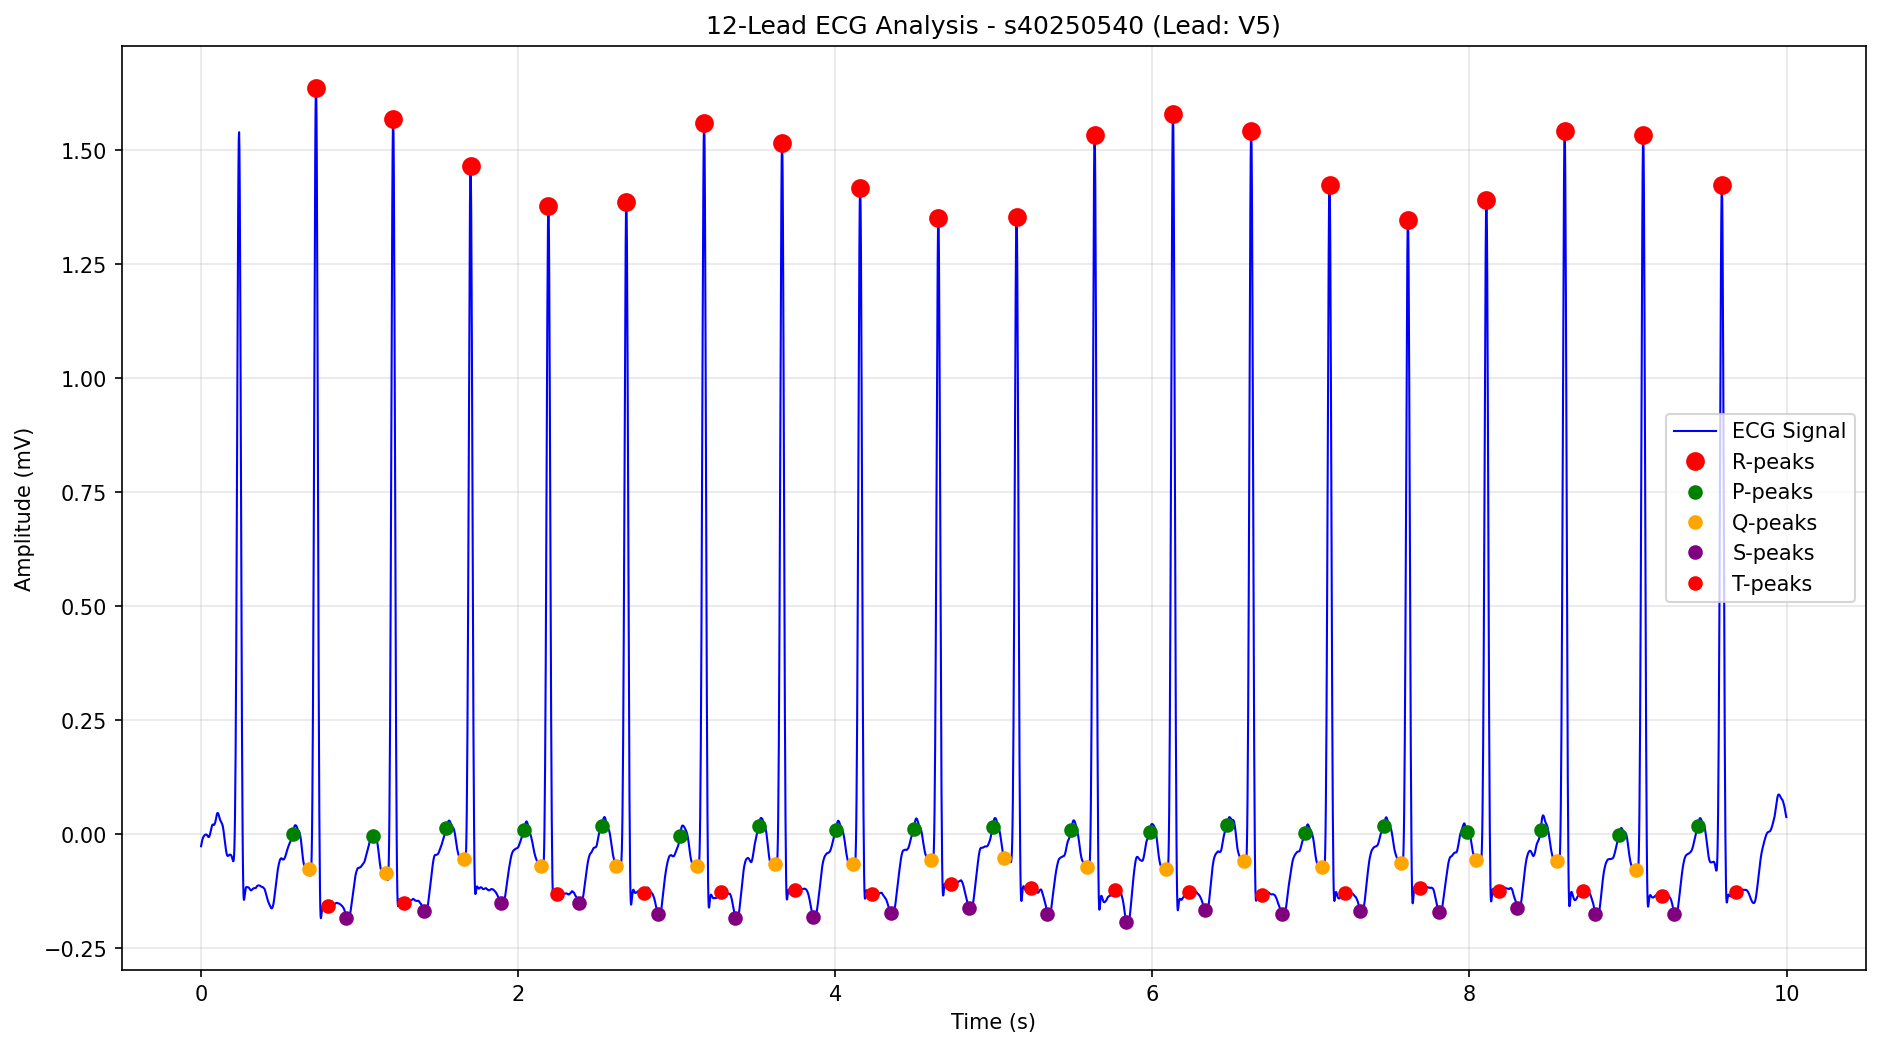 12-Lead ECG Analysis - s40250540 (Lead: V5)
Amplitude (mV)
1.50
1.25
1.00
0.75
0.50
0.25
0.00
−0.25
ECG Signal
R-peaks
P-peaks
Q-peaks
S-peaks
T-peaks
0 2 4 6 8 10
Time (s)